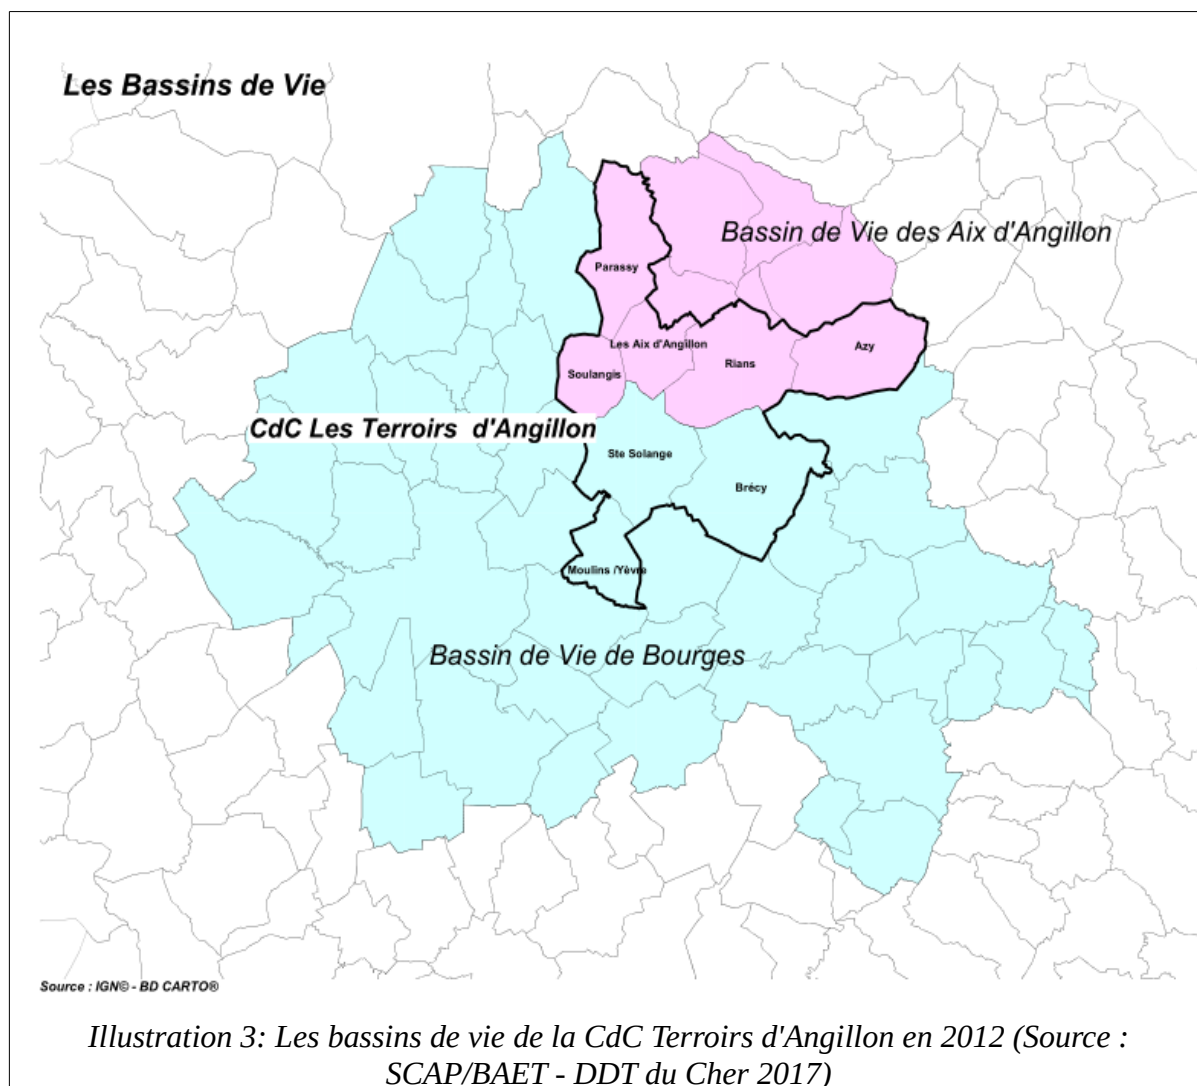 Les Bassins de Vie
Bassin de Vie des Aix d'Angillon
Parassy
Les Aix d'Angillon
Azy
Rians
Soulangis
CdC Les Terroirs d'Angillon
Ste Solange
Brécy
Moulins /Yèvre
Bassin de Vie de Bourges
Source : IGN© - BD CARTO®
Illustration 3: Les bassins de vie de la CdC Terroirs d'Angillon en 2012 (Source :
SCAP/BAET - DDT du Cher 2017)